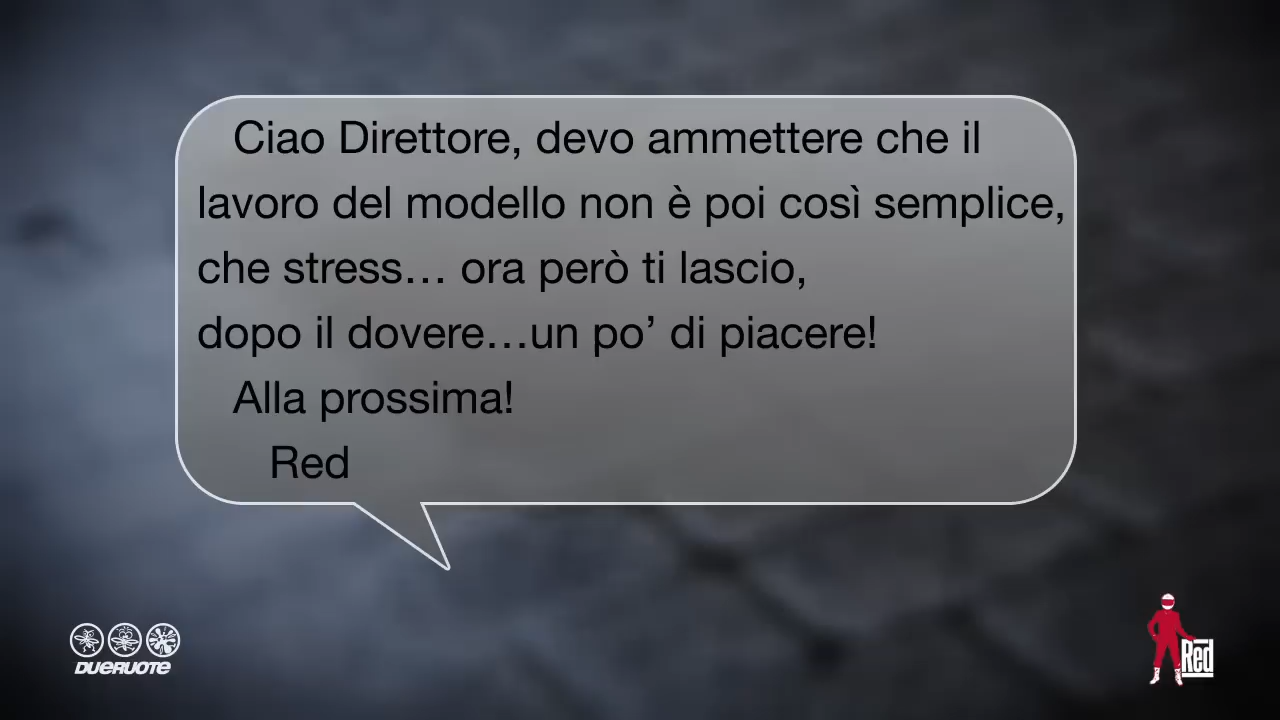 Ciao Direttore, devo ammettere che il
lavoro del modello non è poi così semplice,
che stress… ora però ti lascio,
dopo il dovere…un po’ di piacere!
Alla prossima!
Red
DUERUOTE
Red